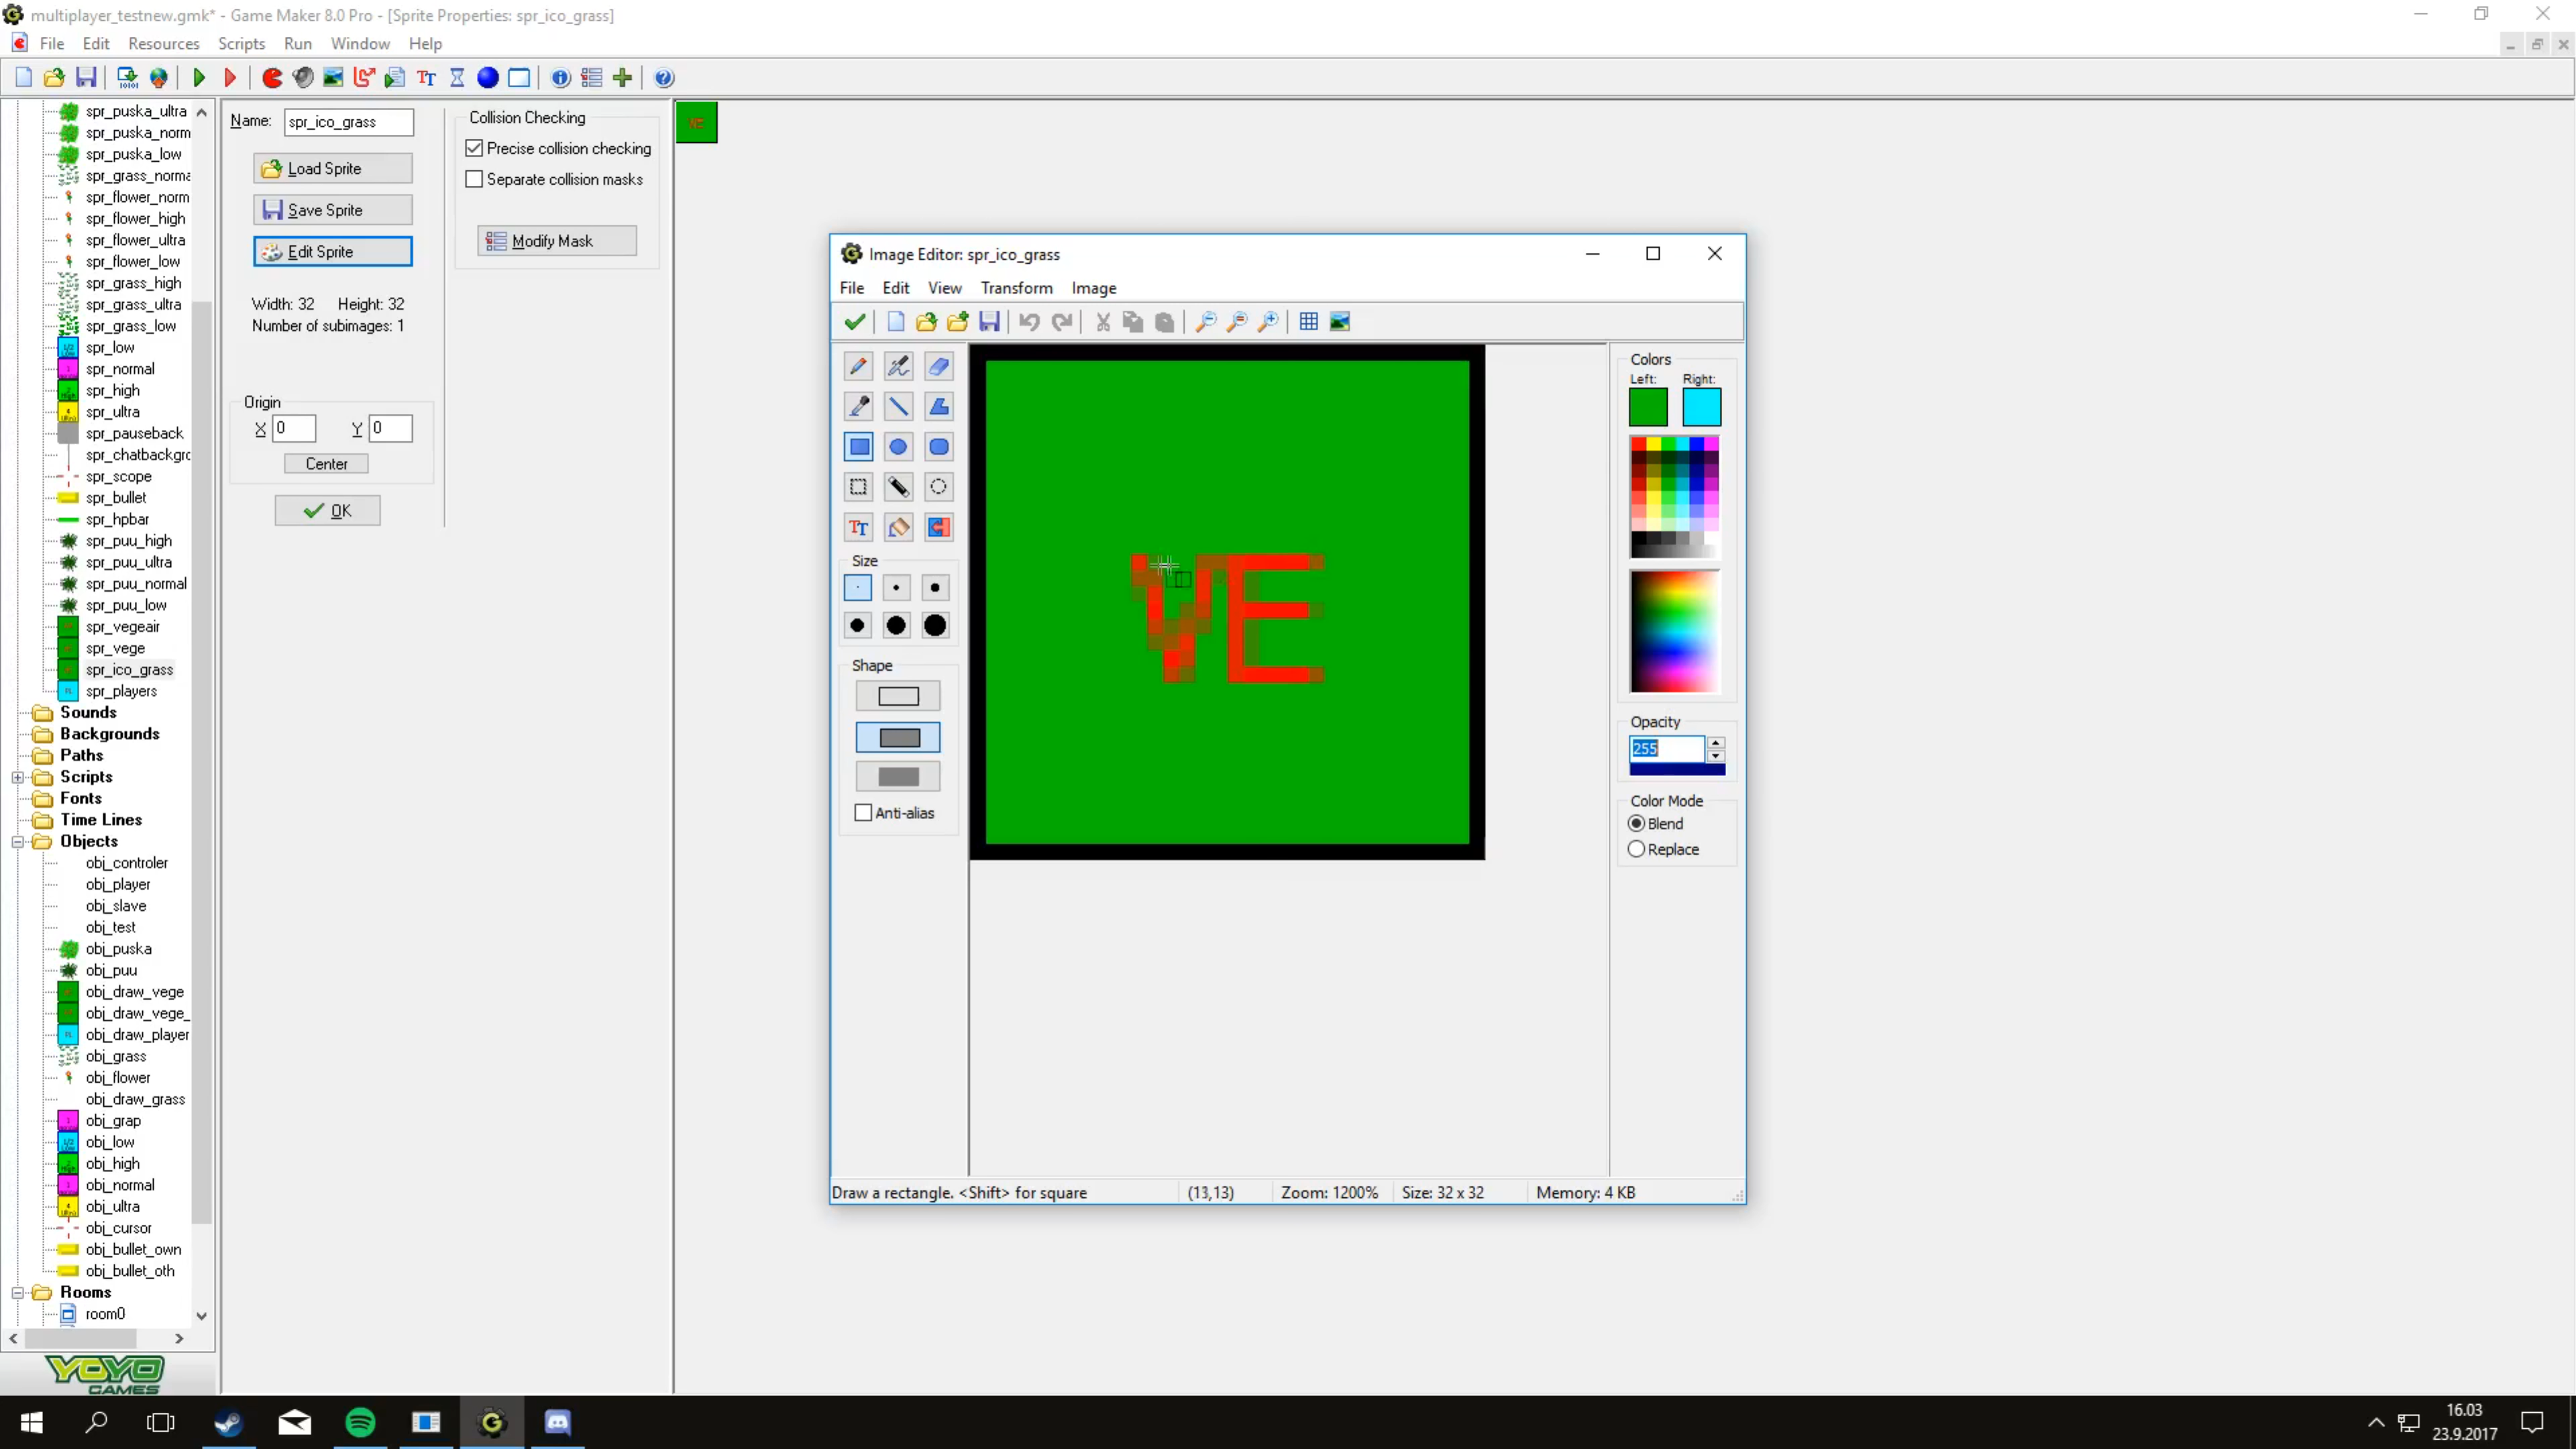 multiplayer_testnew.gmk* - Game Maker 8.0 Pro - [Sprite Properties: spr_ico_grass]
File Edit Resources Scripts Run Window Help
spr_puska_ultra
spr_puska_norm
spr_puska_low
spr_grass_norma
spr_flower_norm
spr_flower_high
spr_flower_ultra
spr_flower_low
spr_grass_high
spr_grass_ultra
spr_grass_low
spr_low
spr_normal
spr_high
spr_ultra
spr_pauseback
spr_chatbackgrc
spr_scope
spr_bullet
spr_hpbar
spr_puu_high
spr_puu_ultra
spr_puu_normal
spr_puu_low
spr_vegeair
spr_vege
spr_ico_grass
spr_players
Sounds
Backgrounds
Paths
Scripts
Fonts
Time Lines
Objects
obj_controler
obj_player
obj_slave
obj_test
obj_puska
obj_puu
obj_draw_vege
obj_draw_vege_
obj_draw_player
obj_grass
obj_flower
obj_draw_grass
obj_grap
obj_low
obj_high
obj_normal
obj_ultra
obj_cursor
obj_bullet_own
obj_bullet_oth
Rooms
room0
YOYO
GAMES
Name: spr_ico_grass
Load Sprite
Save Sprite
Edit Sprite
Width: 32 Height: 32
Number of subimages: 1
Origin
X 0 Y 0
Center
OK
Collision Checking
Precise collision checking
Separate collision masks
Modify Mask
VE
Image Editor: spr_ico_grass
File Edit View Transform Image
Size
Shape
Anti-alias
VE
Colors
Left: Right:
Opacity
255
Color Mode
Blend
Replace
Draw a rectangle. <Shift> for square (13,13) Zoom: 1200% Size: 32 x 32 Memory: 4 KB
16.03
23.9.2017